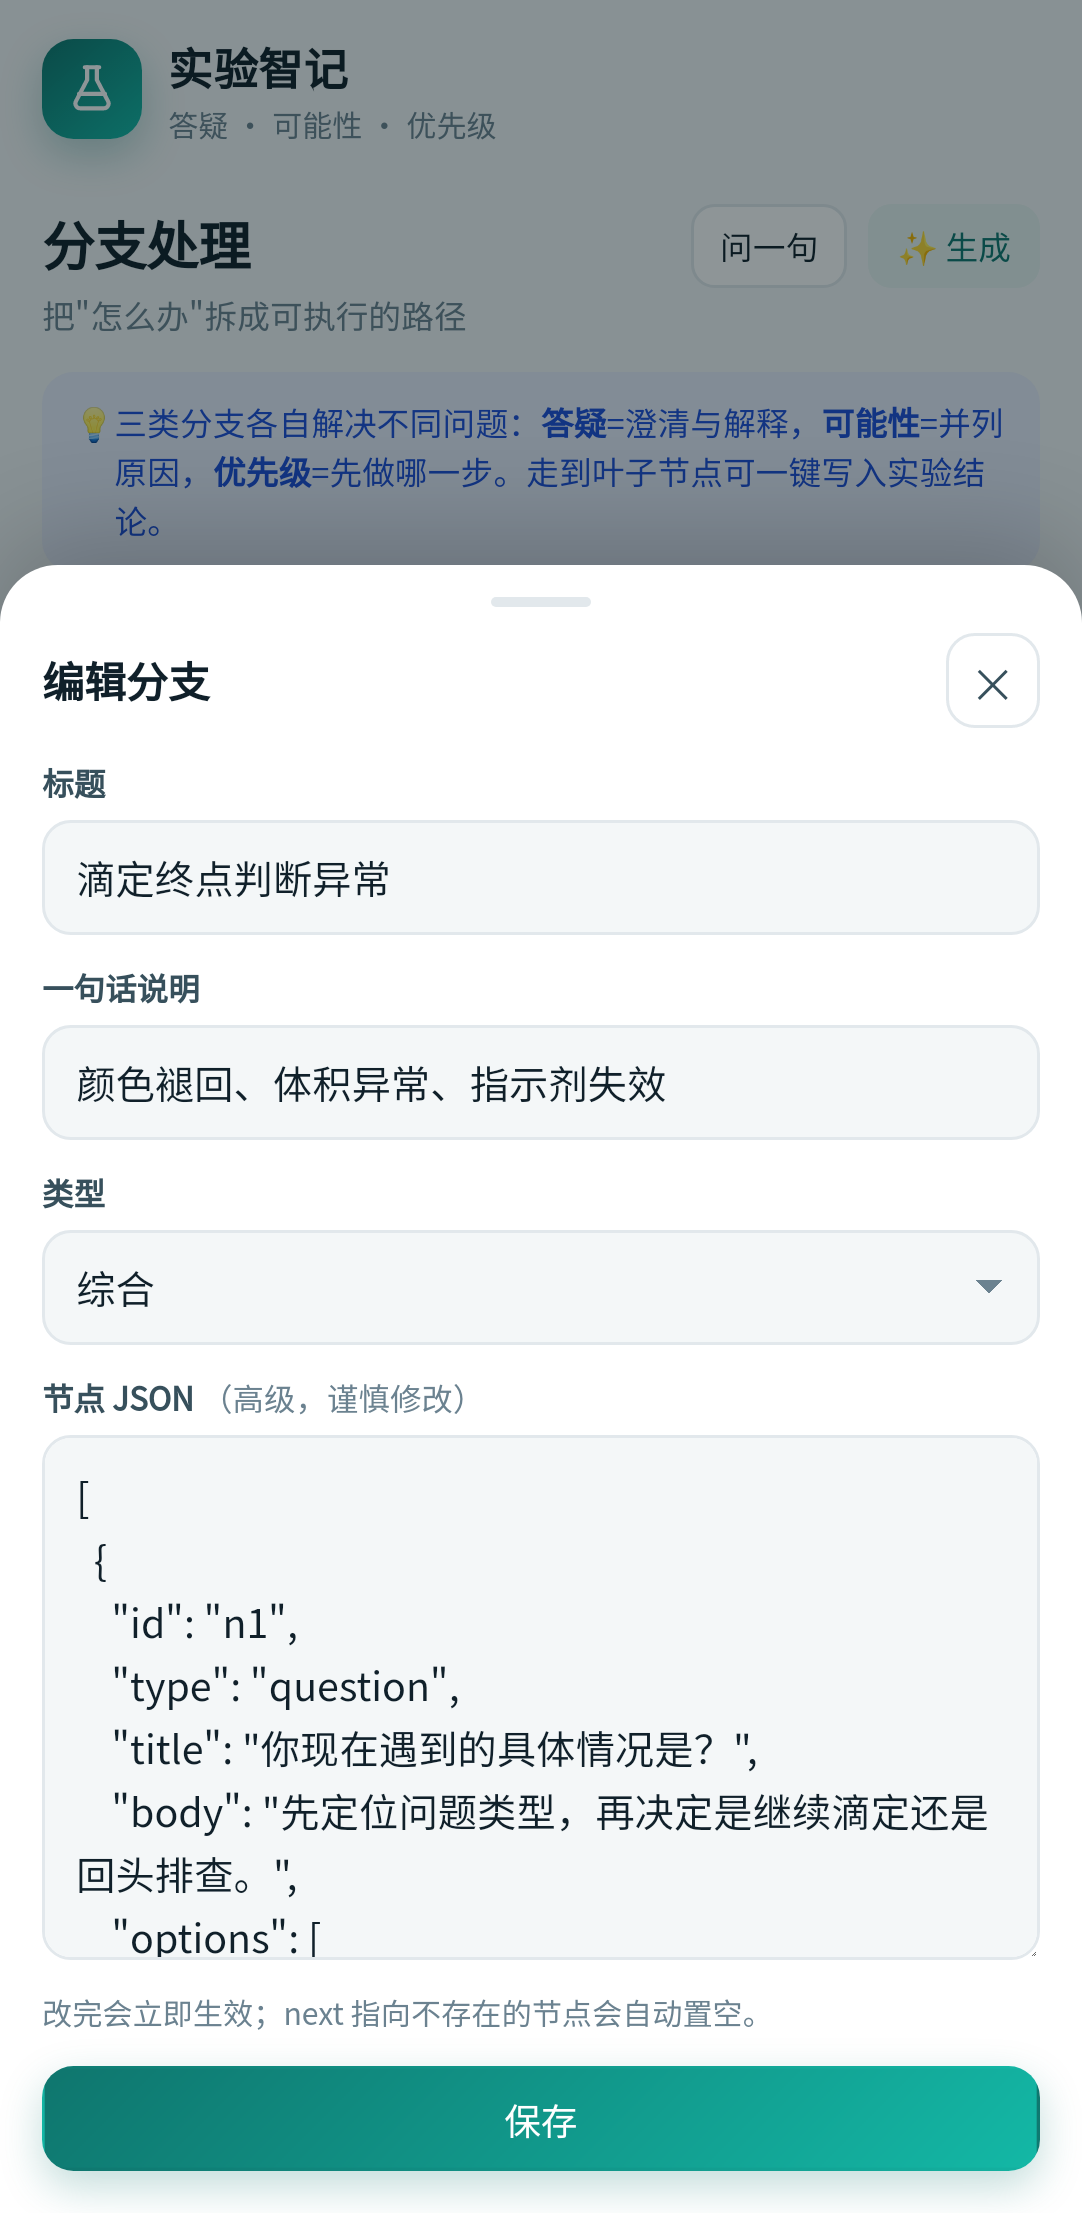 实验智记
答疑 · 可能性 · 优先级
分支处理
问一句
✨ 生成
把"怎么办"拆成可执行的路径
💡三类分支各自解决不同问题：答疑=澄清与解释，可能性=并列
原因，优先级=先做哪一步。走到叶子节点可一键写入实验结
论。
编辑分支
标题
滴定终点判断异常
一句话说明
颜色褪回、体积异常、指示剂失效
类型
综合
节点 JSON （高级，谨慎修改）
[
{
"id": "n1",
"type": "question",
"title": "你现在遇到的具体情况是？",
"body": "先定位问题类型，再决定是继续滴定还是
回头排查。",
"options": [
改完会立即生效；next 指向不存在的节点会自动置空。
保存